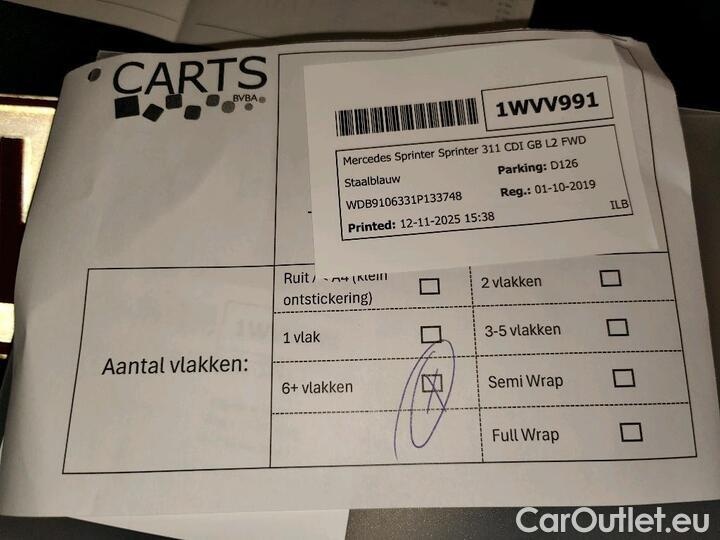 CARTS
BVBA
1WVV991
Mercedes Sprinter Sprinter 311 CDI GB L2 FWD
Staalblauw
Parking: D126
WDB9106331P133748
Reg.: 01-10-2019
Printed: 12-11-2025 15:38
ILB
Aantal vlakken:
Ruit / < A4 (klein
ontstickering)
2 vlakken
1 vlak
3-5 vlakken
6+ vlakken
Semi Wrap
Full Wrap
CarOutlet.eu